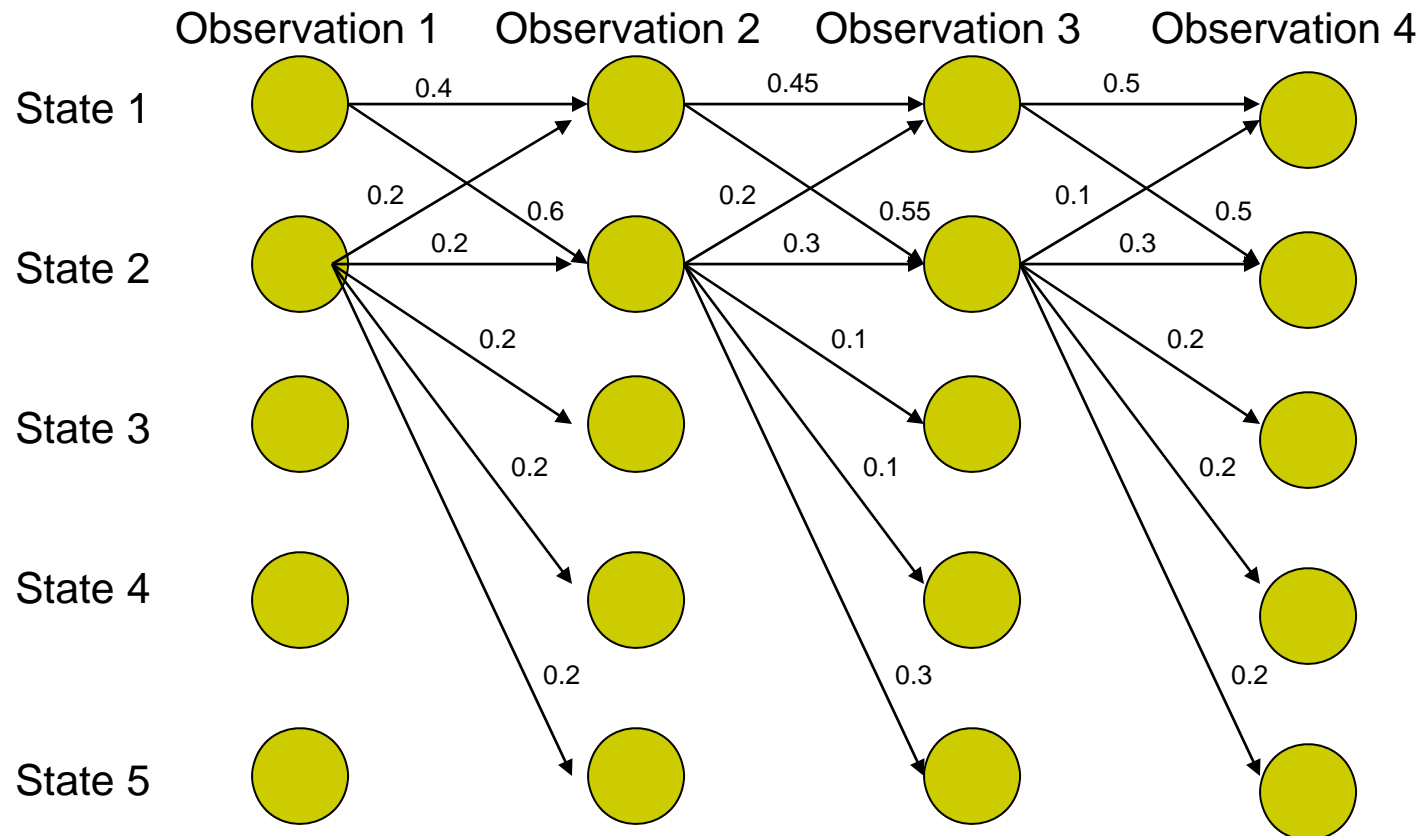 Observation 1 Observation 2 Observation 3 Observation 4
State 1
0.4 0.45 0.5
0.2 0.6 0.2 0.55 0.1 0.5
State 2
0.2 0.3 0.3
0.2 0.1 0.2
State 3
0.2 0.1 0.2
State 4
0.2 0.3 0.2
State 5